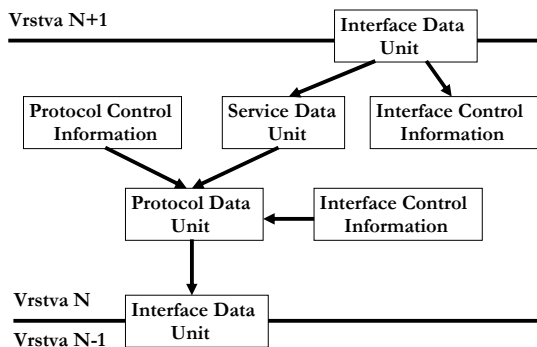 Vrstva N+1
Interface Data
Unit
Protocol Control
Information
Service Data
Unit
Interface Control
Information
Protocol Data
Unit
Interface Control
Information
Vrstva N
Interface Data
Unit
Vrstva N-1